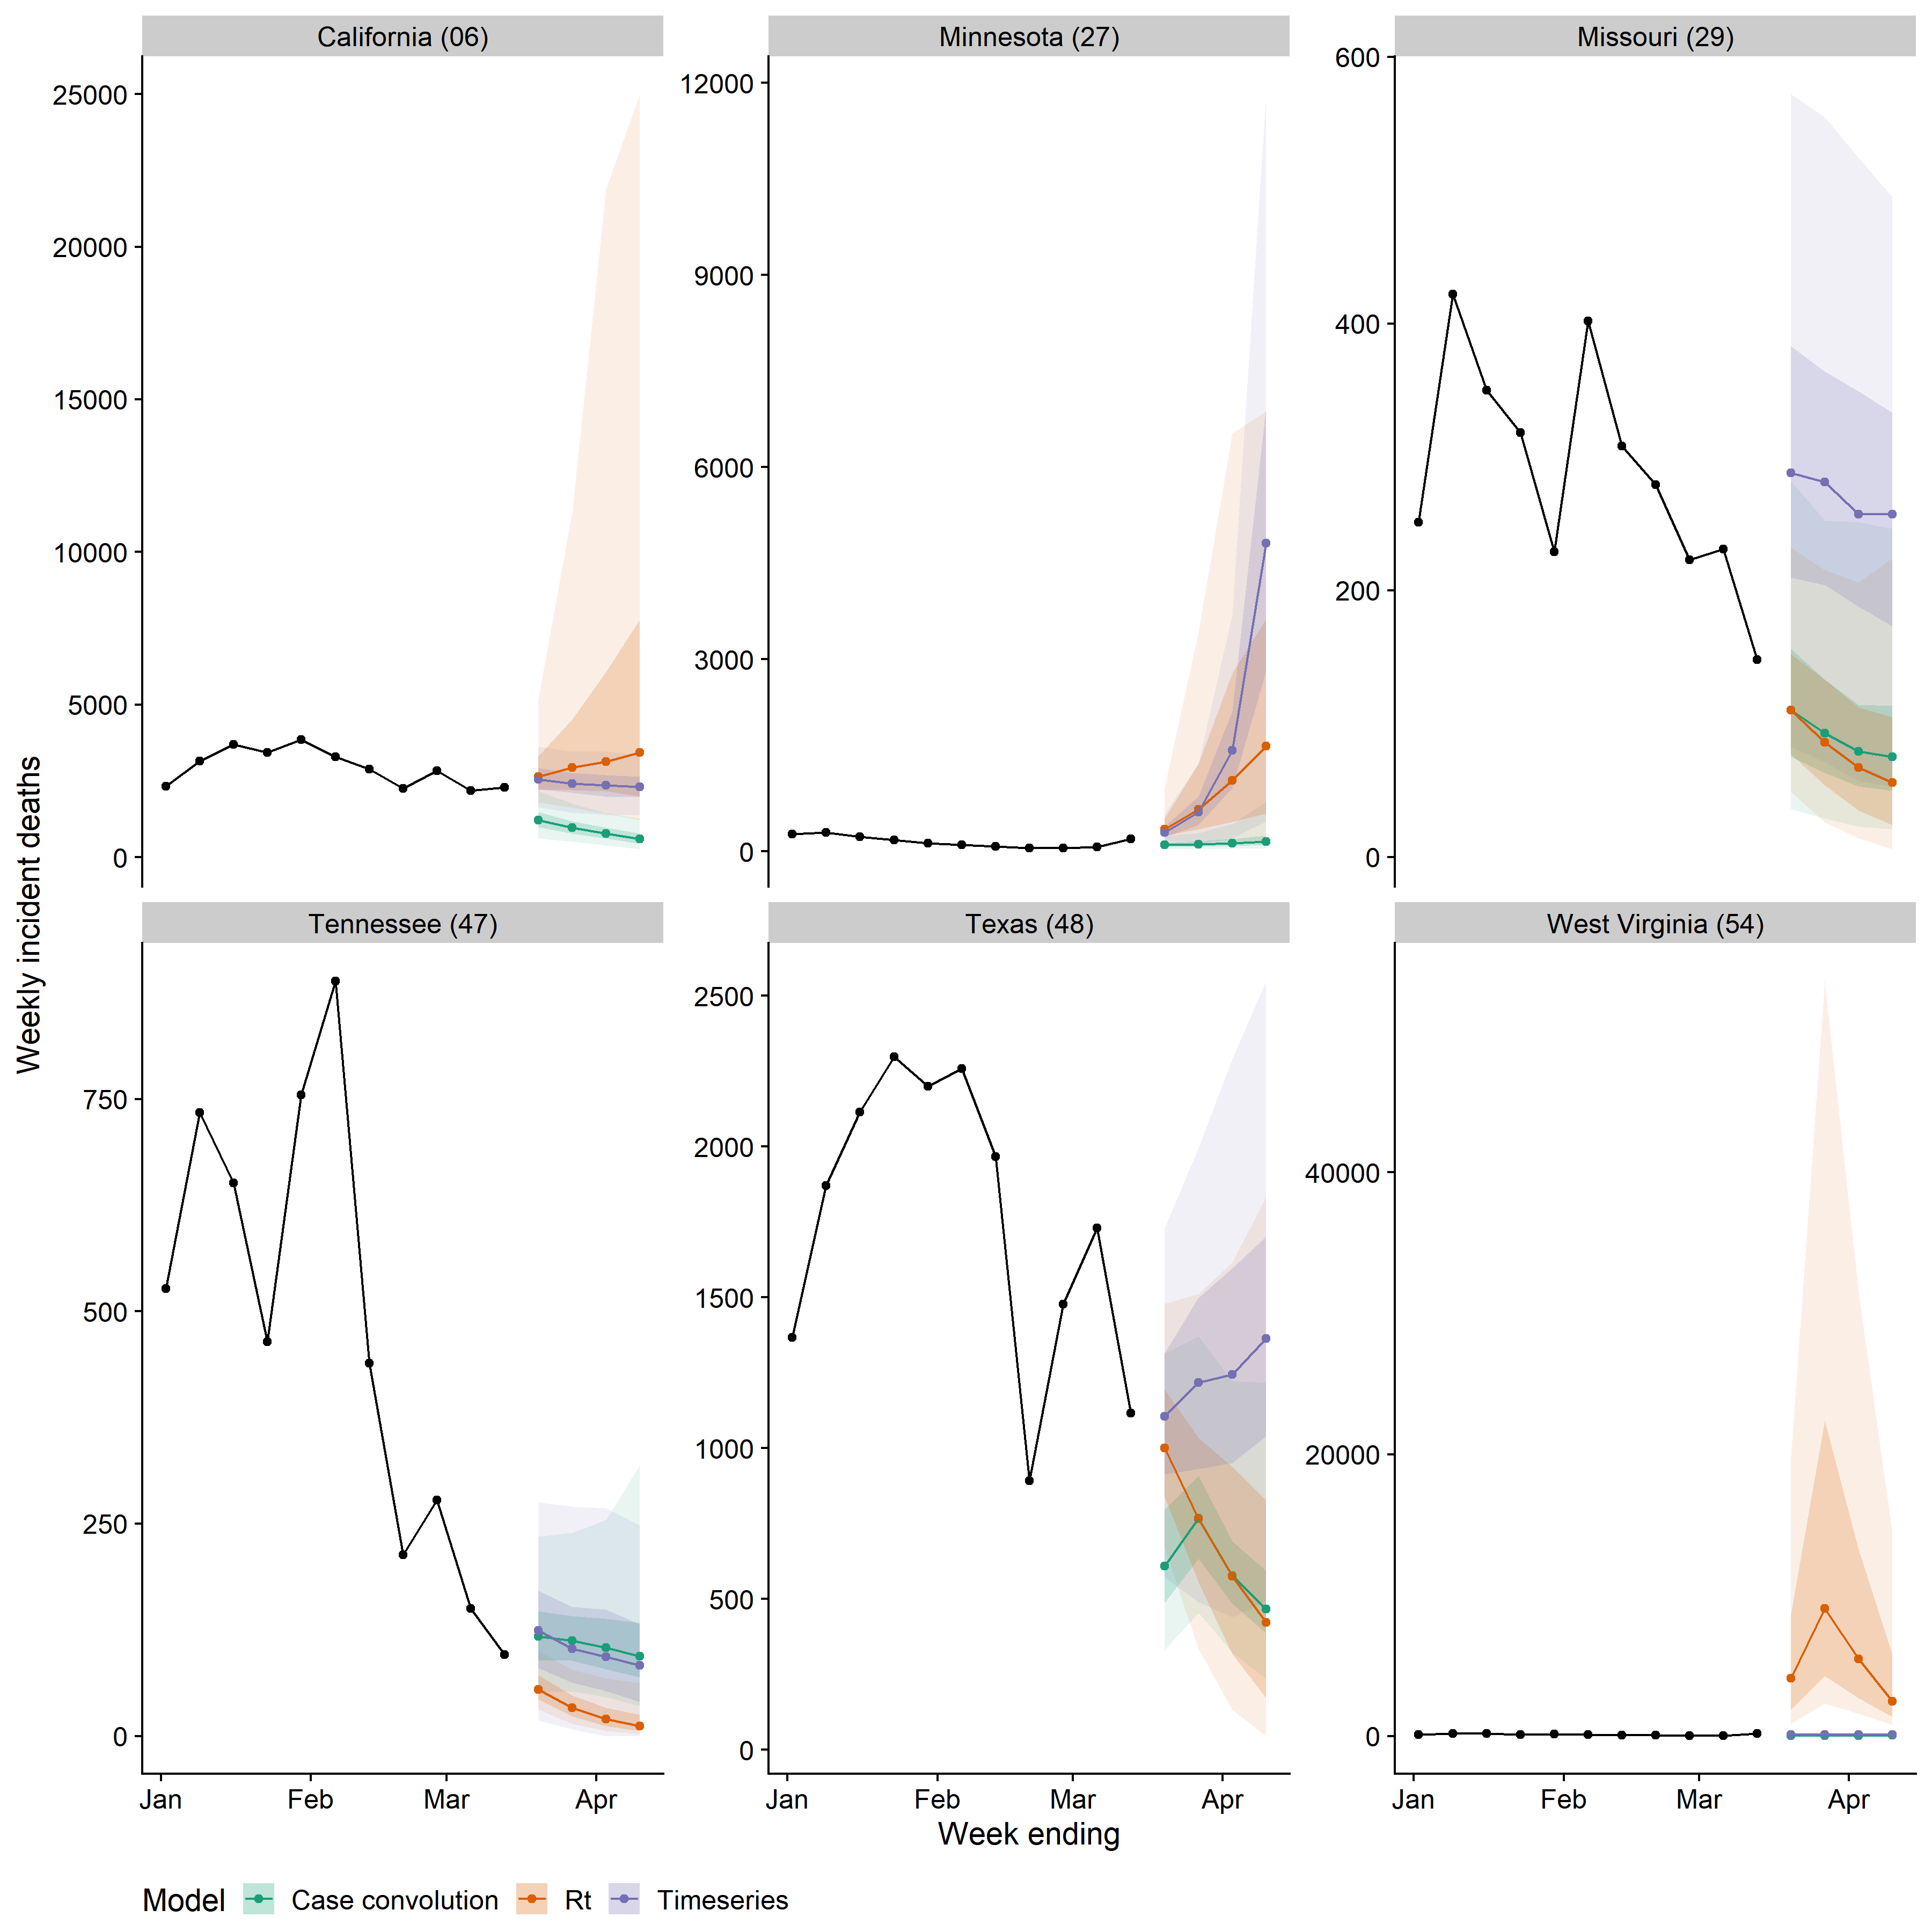 California (06)
Minnesota (27)
Missouri (29)
25000
20000
15000
10000
5000
0
12000
9000
6000
3000
0
600
400
200
0
Weekly incident deaths
Tennessee (47)
Texas (48)
West Virginia (54)
750
500
250
0
2500
2000
1500
1000
500
0
40000
20000
0
Jan Feb Mar Apr
Jan Feb Mar Apr
Jan Feb Mar Apr
Week ending
Model Case convolution Rt Timeseries